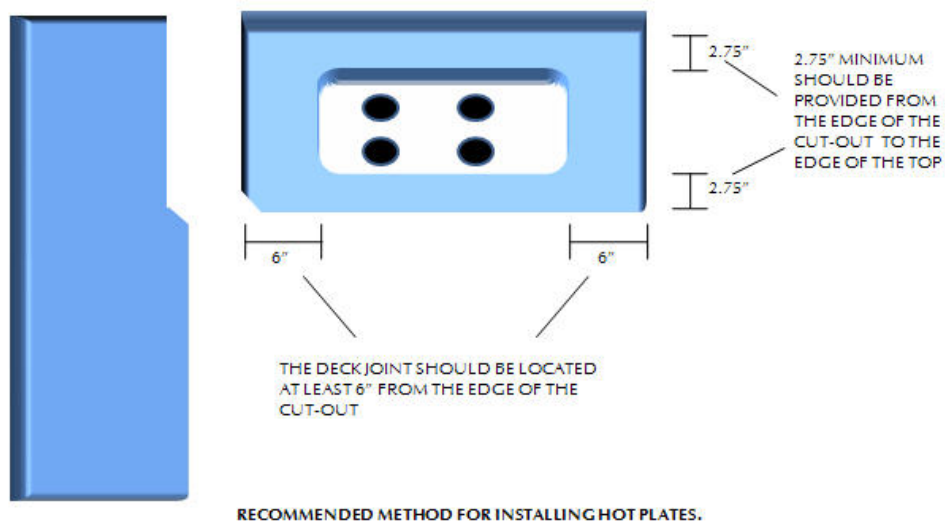 2.75"
2.75" MINIMUM
SHOULD BE
PROVIDED FROM
THE EDGE OF THE
CUT-OUT TO THE
EDGE OF THE TOP
2.75"
6"
6"
THE DECK JOINT SHOULD BE LOCATED
AT LEAST 6" FROM THE EDGE OF THE
CUT-OUT
RECOMMENDED METHOD FOR INSTALLING HOT PLATES.